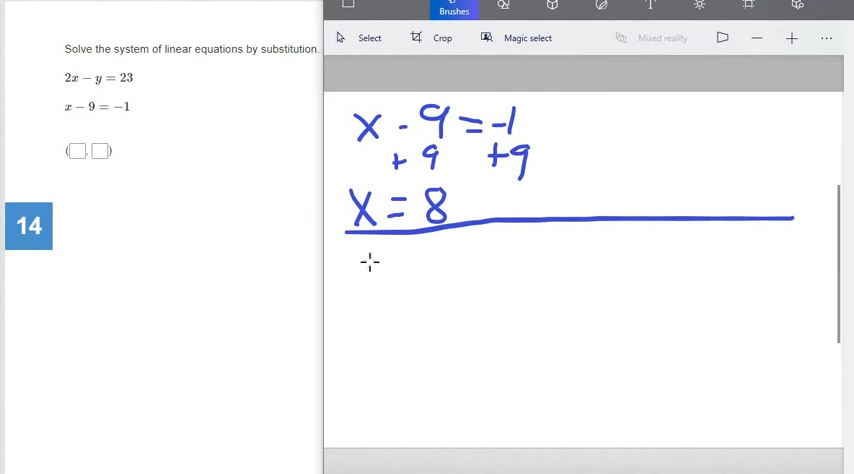 Brushes
Select
Crop
Magic select
Mixed reality
Solve the system of linear equations by substitution.
2x − y = 23
x − 9 = −1
( , )
14
x - 9 = -1
+ 9 +9
x = 8